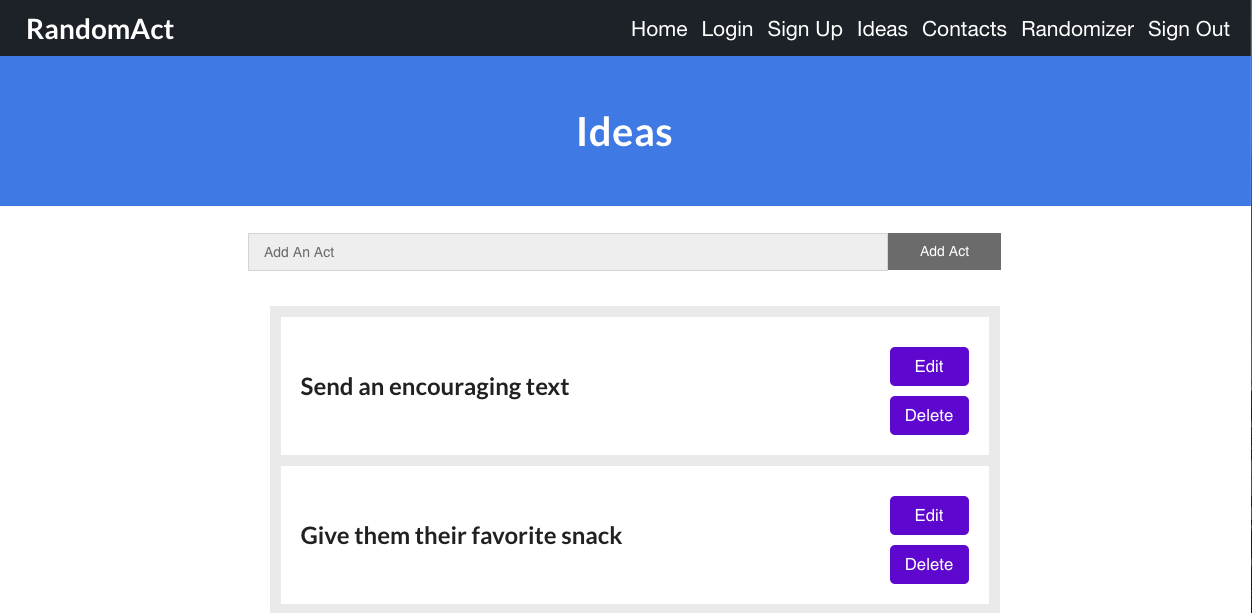 RandomAct
Home Login Sign Up Ideas Contacts Randomizer Sign Out
Ideas
Add An Act
Add Act
Send an encouraging text
Edit
Delete
Give them their favorite snack
Edit
Delete